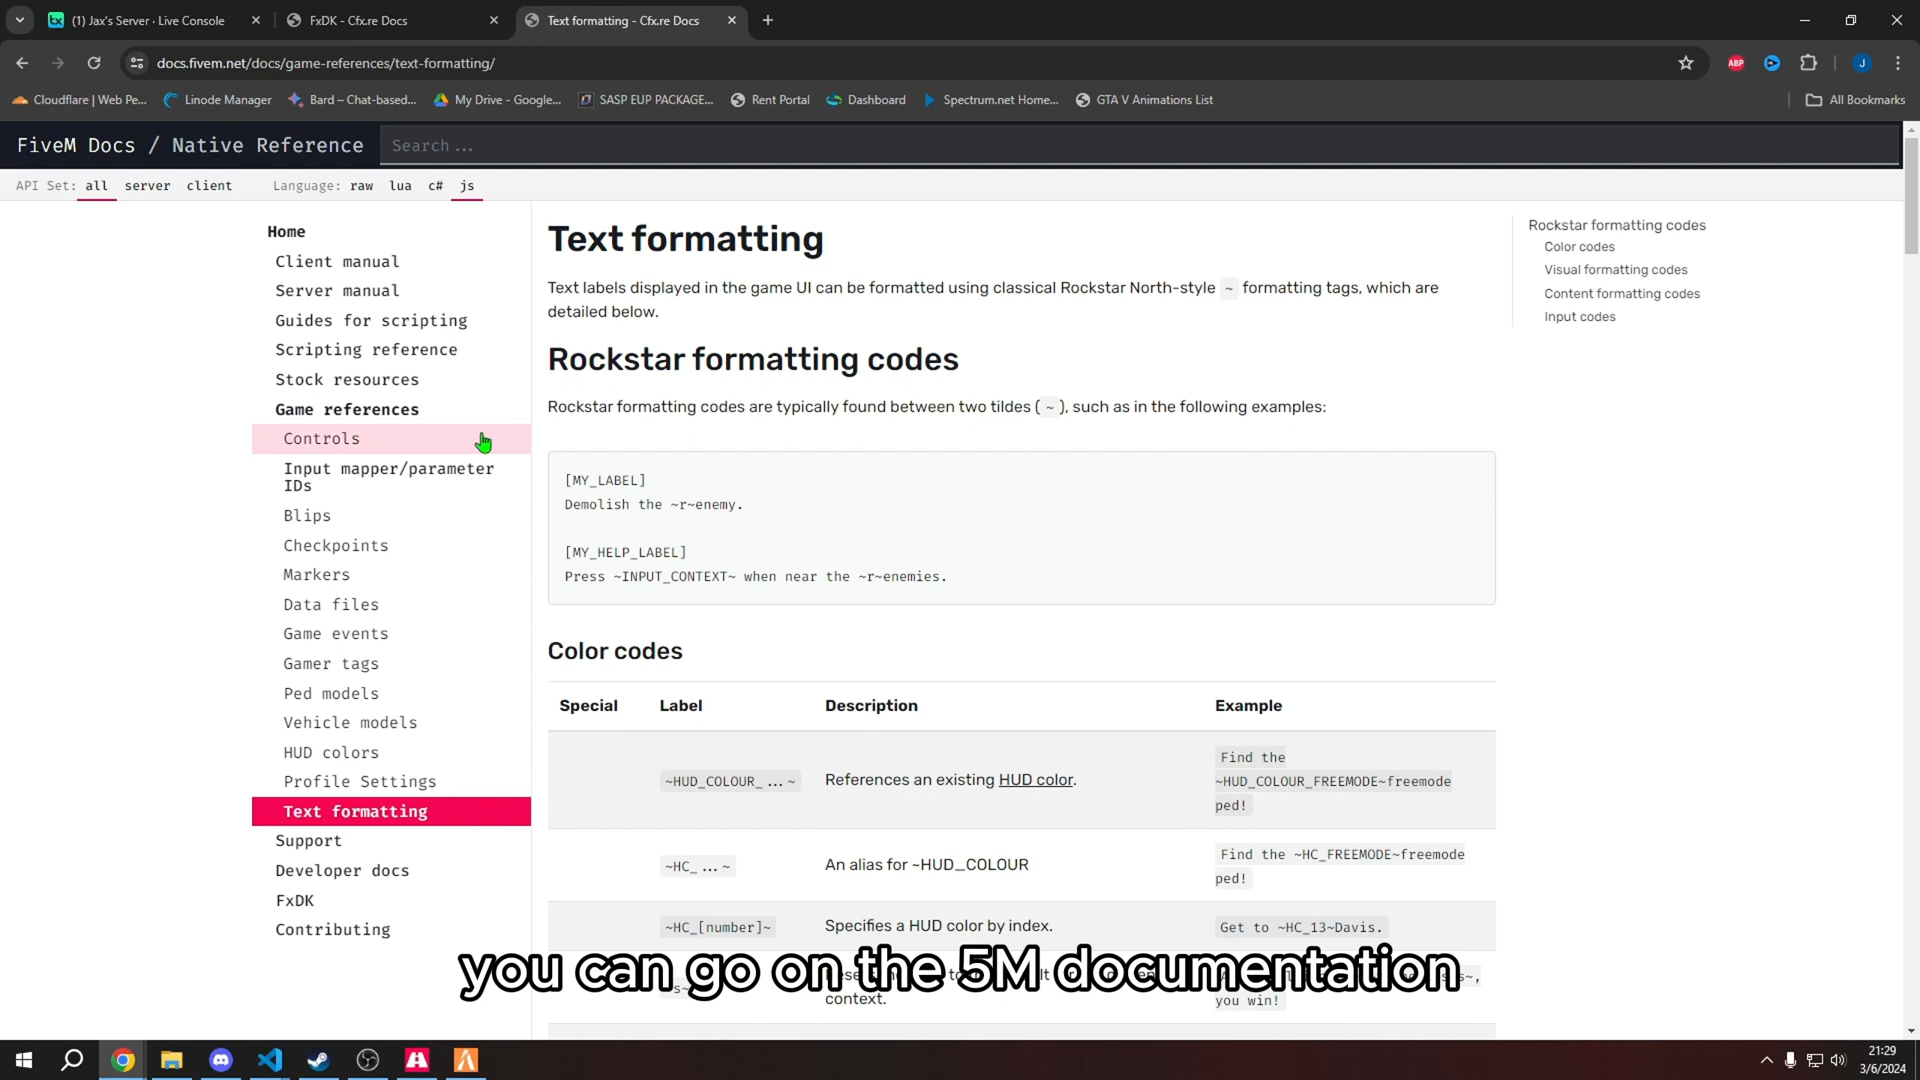 (1) Jax's Server · Live Console
FxDK - Cfx.re Docs
Text formatting - Cfx.re Docs
docs.fivem.net/docs/game-references/text-formatting/
ABP
J
Cloudflare | Web Pe...
Linode Manager
Bard – Chat-based...
My Drive - Google...
SASP EUP PACKAGE...
Rent Portal
Dashboard
Spectrum.net Home...
GTA V Animations List
All Bookmarks
FiveM Docs / Native Reference
Search ...
API Set: all server client
Language: raw lua c# js
Home
Client manual
Server manual
Guides for scripting
Scripting reference
Stock resources
Game references
Controls
Input mapper/parameter
IDs
Blips
Checkpoints
Markers
Data files
Game events
Gamer tags
Ped models
Vehicle models
HUD colors
Profile Settings
Text formatting
Support
Developer docs
FxDK
Contributing
Text formatting
Text labels displayed in the game UI can be formatted using classical Rockstar North-style ~ formatting tags, which are
detailed below.
Rockstar formatting codes
Rockstar formatting codes are typically found between two tildes ( ~ ), such as in the following examples:
[MY_LABEL]
Demolish the ~r~enemy.
[MY_HELP_LABEL]
Press ~INPUT_CONTEXT~ when near the ~r~enemies.
Color codes
Special Label Description Example
~HUD_COLOUR_...~ References an existing HUD color. Find the
~HUD_COLOUR_FREEMODE~freemode
ped!
~HC_...~ An alias for ~HUD_COLOUR Find the ~HC_FREEMODE~freemode
ped!
~HC_[number]~ Specifies a HUD color by index. Get to ~HC_13~Davis.
context.
you win!
you can go on the 5M documentation
Rockstar formatting codes
Color codes
Visual formatting codes
Content formatting codes
Input codes
21:29
3/6/2024